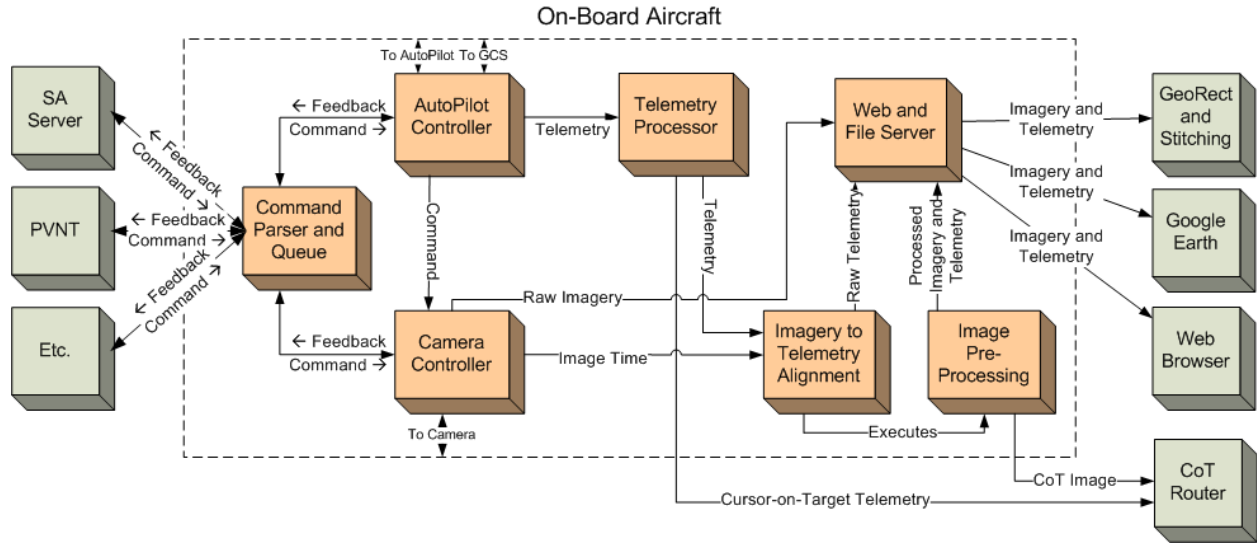 On-Board Aircraft
To AutoPilot
To GCS
SA
Server
AutoPilot
Controller
Telemetry
Processor
Web and
File Server
GeoRect
and
Stitching
← Feedback
Command →
Telemetry
Imagery and
Telemetry
← Feedback
Command →
PVNT
← Feedback
Command →
Command
Parser and
Queue
Command
Telemetry
Raw Telemetry
Processed
Imagery and
Telemetry
Imagery and
Telemetry
Google
Earth
Imagery and
Telemetry
← Feedback
Command →
Etc.
Raw Imagery
← Feedback
Command →
Camera
Controller
Image Time
Imagery to
Telemetry
Alignment
Image
Pre-
Processing
Web
Browser
To Camera
Executes
CoT Image
Cursor-on-Target Telemetry
CoT
Router